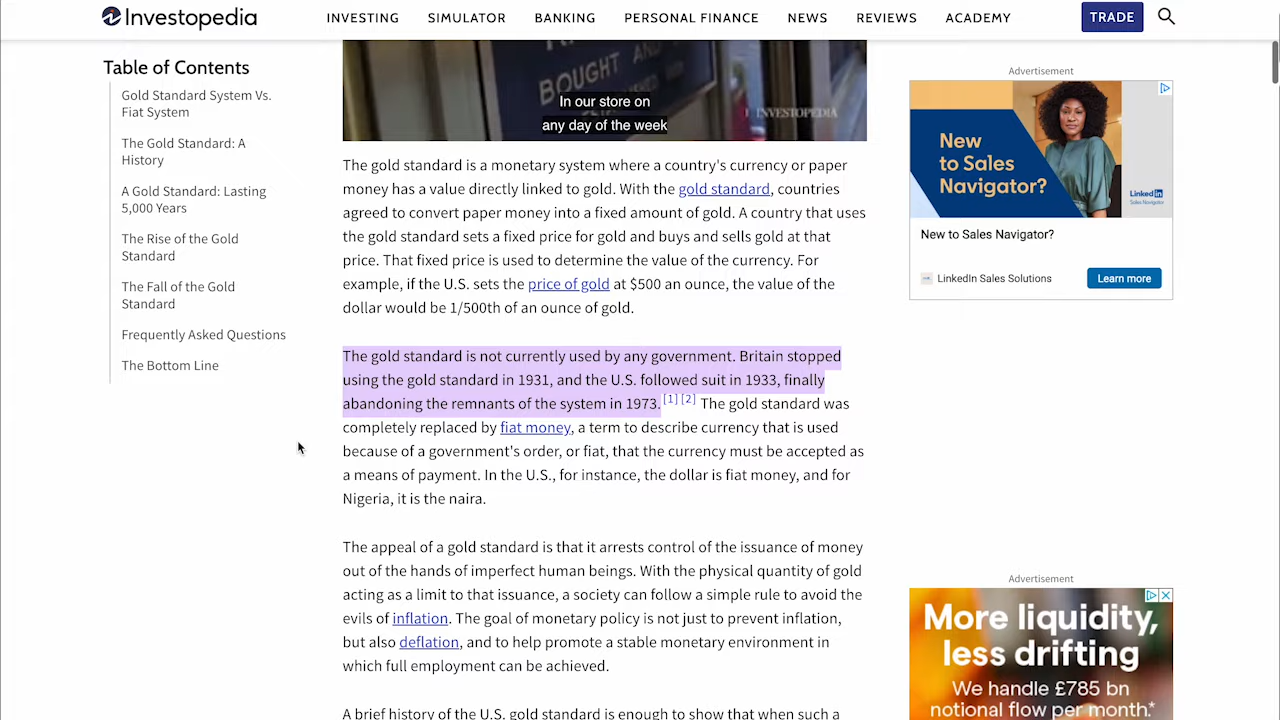 Investopedia
INVESTING SIMULATOR BANKING PERSONAL FINANCE NEWS REVIEWS ACADEMY TRADE
Table of Contents
Gold Standard System Vs.
Fiat System
The Gold Standard: A
History
A Gold Standard: Lasting
5,000 Years
The Rise of the Gold
Standard
The Fall of the Gold
Standard
Frequently Asked Questions
The Bottom Line
BOUGHT AND
In our store on
any day of the week
INVESTOPEDIA
The gold standard is a monetary system where a country's currency or paper
money has a value directly linked to gold. With the gold standard, countries
agreed to convert paper money into a fixed amount of gold. A country that uses
the gold standard sets a fixed price for gold and buys and sells gold at that
price. That fixed price is used to determine the value of the currency. For
example, if the U.S. sets the price of gold at $500 an ounce, the value of the
dollar would be 1/500th of an ounce of gold.
The gold standard is not currently used by any government. Britain stopped
using the gold standard in 1931, and the U.S. followed suit in 1933, finally
abandoning the remnants of the system in 1973.[1][2] The gold standard was
completely replaced by fiat money, a term to describe currency that is used
because of a government's order, or fiat, that the currency must be accepted as
a means of payment. In the U.S., for instance, the dollar is fiat money, and for
Nigeria, it is the naira.
The appeal of a gold standard is that it arrests control of the issuance of money
out of the hands of imperfect human beings. With the physical quantity of gold
acting as a limit to that issuance, a society can follow a simple rule to avoid the
evils of inflation. The goal of monetary policy is not just to prevent inflation,
but also deflation, and to help promote a stable monetary environment in
which full employment can be achieved.
A brief history of the U.S. gold standard is enough to show that when such a
Advertisement
New
to Sales
Navigator?
LinkedIn
Sales Navigator
New to Sales Navigator?
LinkedIn Sales Solutions
Learn more
Advertisement
More liquidity,
less drifting
We handle £785 bn
notional flow per month.*